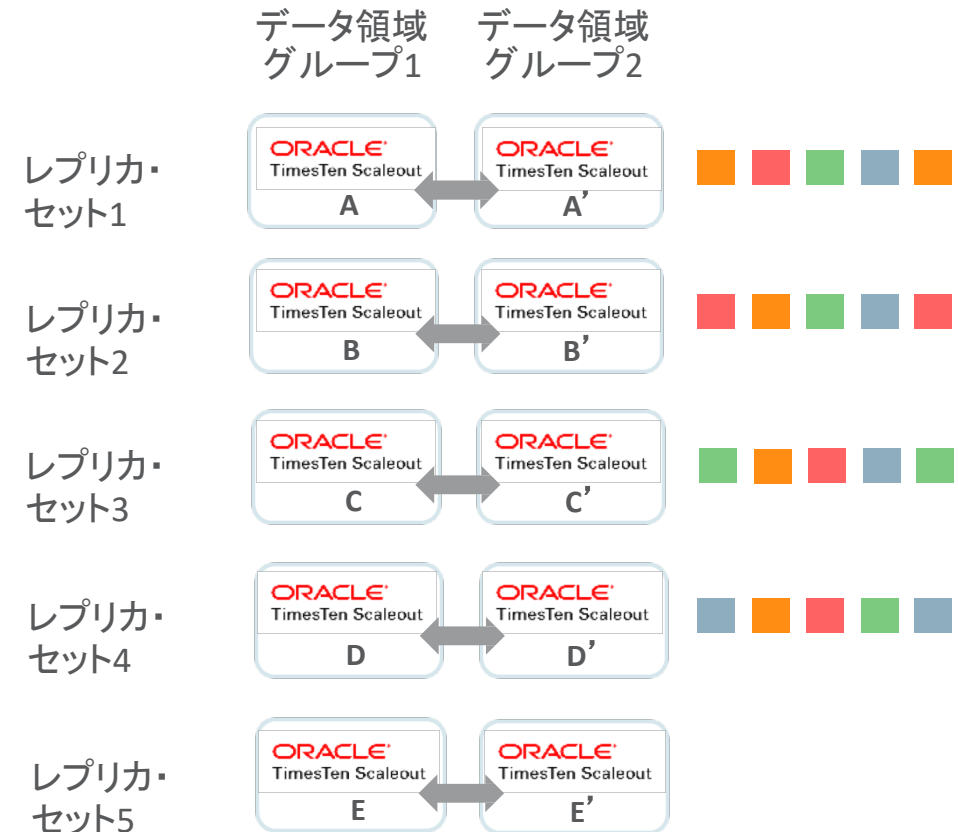 データ領域
グループ1
データ領域
グループ2
レプリカ・
セット1
ORACLE
TimesTen Scaleout
A
ORACLE
TimesTen Scaleout
A’
レプリカ・
セット2
ORACLE
TimesTen Scaleout
B
ORACLE
TimesTen Scaleout
B’
レプリカ・
セット3
ORACLE
TimesTen Scaleout
C
ORACLE
TimesTen Scaleout
C’
レプリカ・
セット4
ORACLE
TimesTen Scaleout
D
ORACLE
TimesTen Scaleout
D’
レプリカ・
セット5
ORACLE
TimesTen Scaleout
E
ORACLE
TimesTen Scaleout
E’